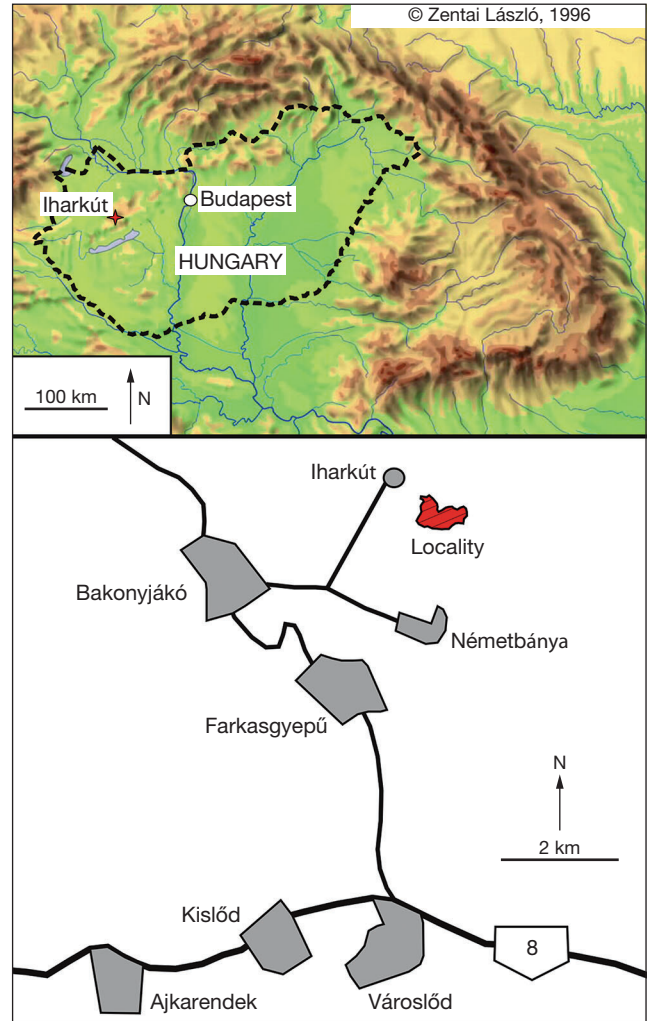 © Zentai László, 1996
Iharkút
Budapest
HUNGARY
100 km
N
Iharkút
Locality
Bakonyjákó
Németbánya
Farkasgyepű
N
2 km
Kislőd
8
Ajkarendek
Városlőd